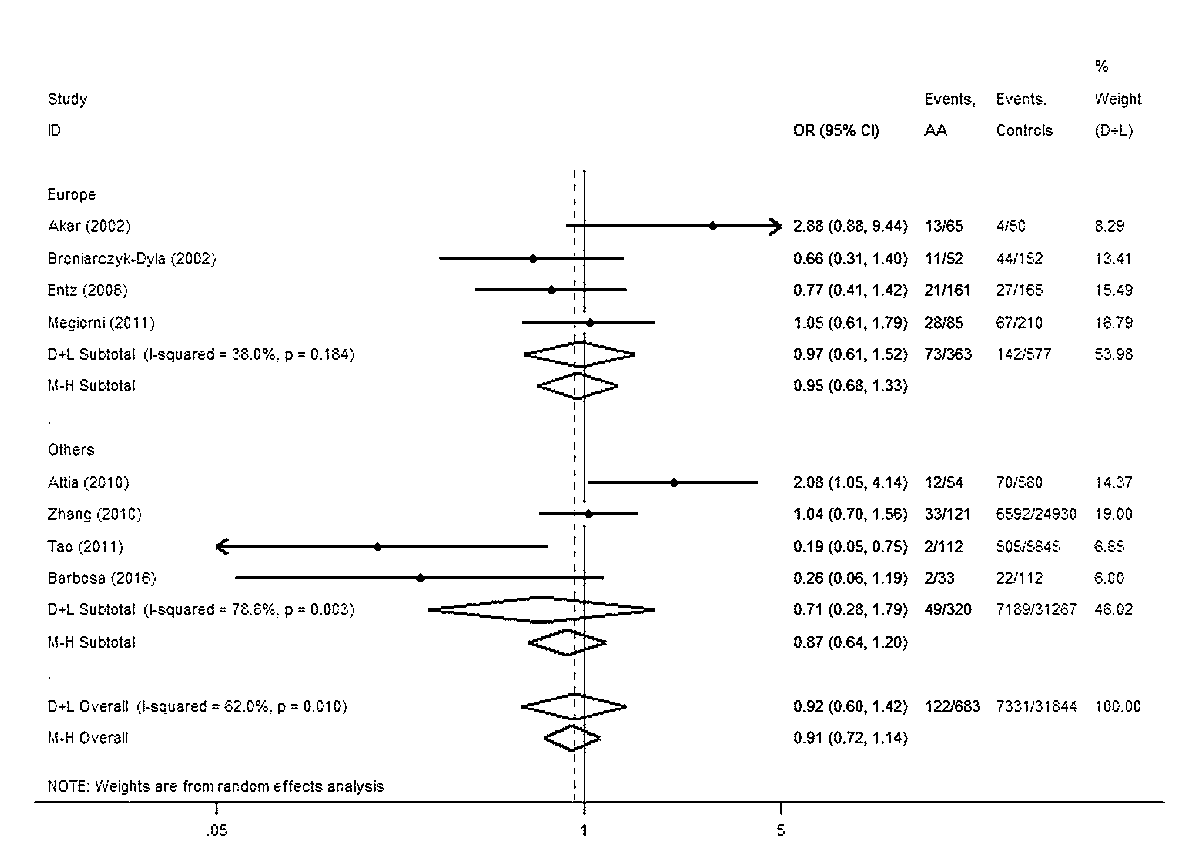 %
Study Events, Events, Weight
ID OR (95% CI) AA Controls (D+L)
Europe
Akar (2002) 2.88 (0.88, 9.44) 13/65 4/50 8.29
Broniarczyk-Dyla (2002) 0.66 (0.31, 1.40) 11/52 44/152 13.41
Entz (2006) 0.77 (0.41, 1.42) 21/161 27/165 15.49
Megiorni (2011) 1.05 (0.61, 1.79) 28/85 67/210 16.79
D+L Subtotal (I-squared = 38.0%, p = 0.184) 0.97 (0.61, 1.52) 73/363 142/577 53.98
M-H Subtotal 0.95 (0.68, 1.33)
.
Others
Attia (2010) 2.08 (1.05, 4.14) 12/54 70/580 14.37
Zhang (2010) 1.04 (0.70, 1.56) 33/121 6592/24930 19.00
Tao (2011) 0.19 (0.05, 0.75) 2/112 505/5645 6.65
Barbosa (2016) 0.26 (0.06, 1.19) 2/33 22/112 6.00
D+L Subtotal (I-squared = 78.6%, p = 0.003) 0.71 (0.28, 1.79) 49/320 7189/31267 46.02
M-H Subtotal 0.87 (0.64, 1.20)
.
D+L Overall (I-squared = 62.0%, p = 0.010) 0.92 (0.60, 1.42) 122/683 7331/31844 100.00
M-H Overall 0.91 (0.72, 1.14)
NOTE: Weights are from random effects analysis
.05 1 5